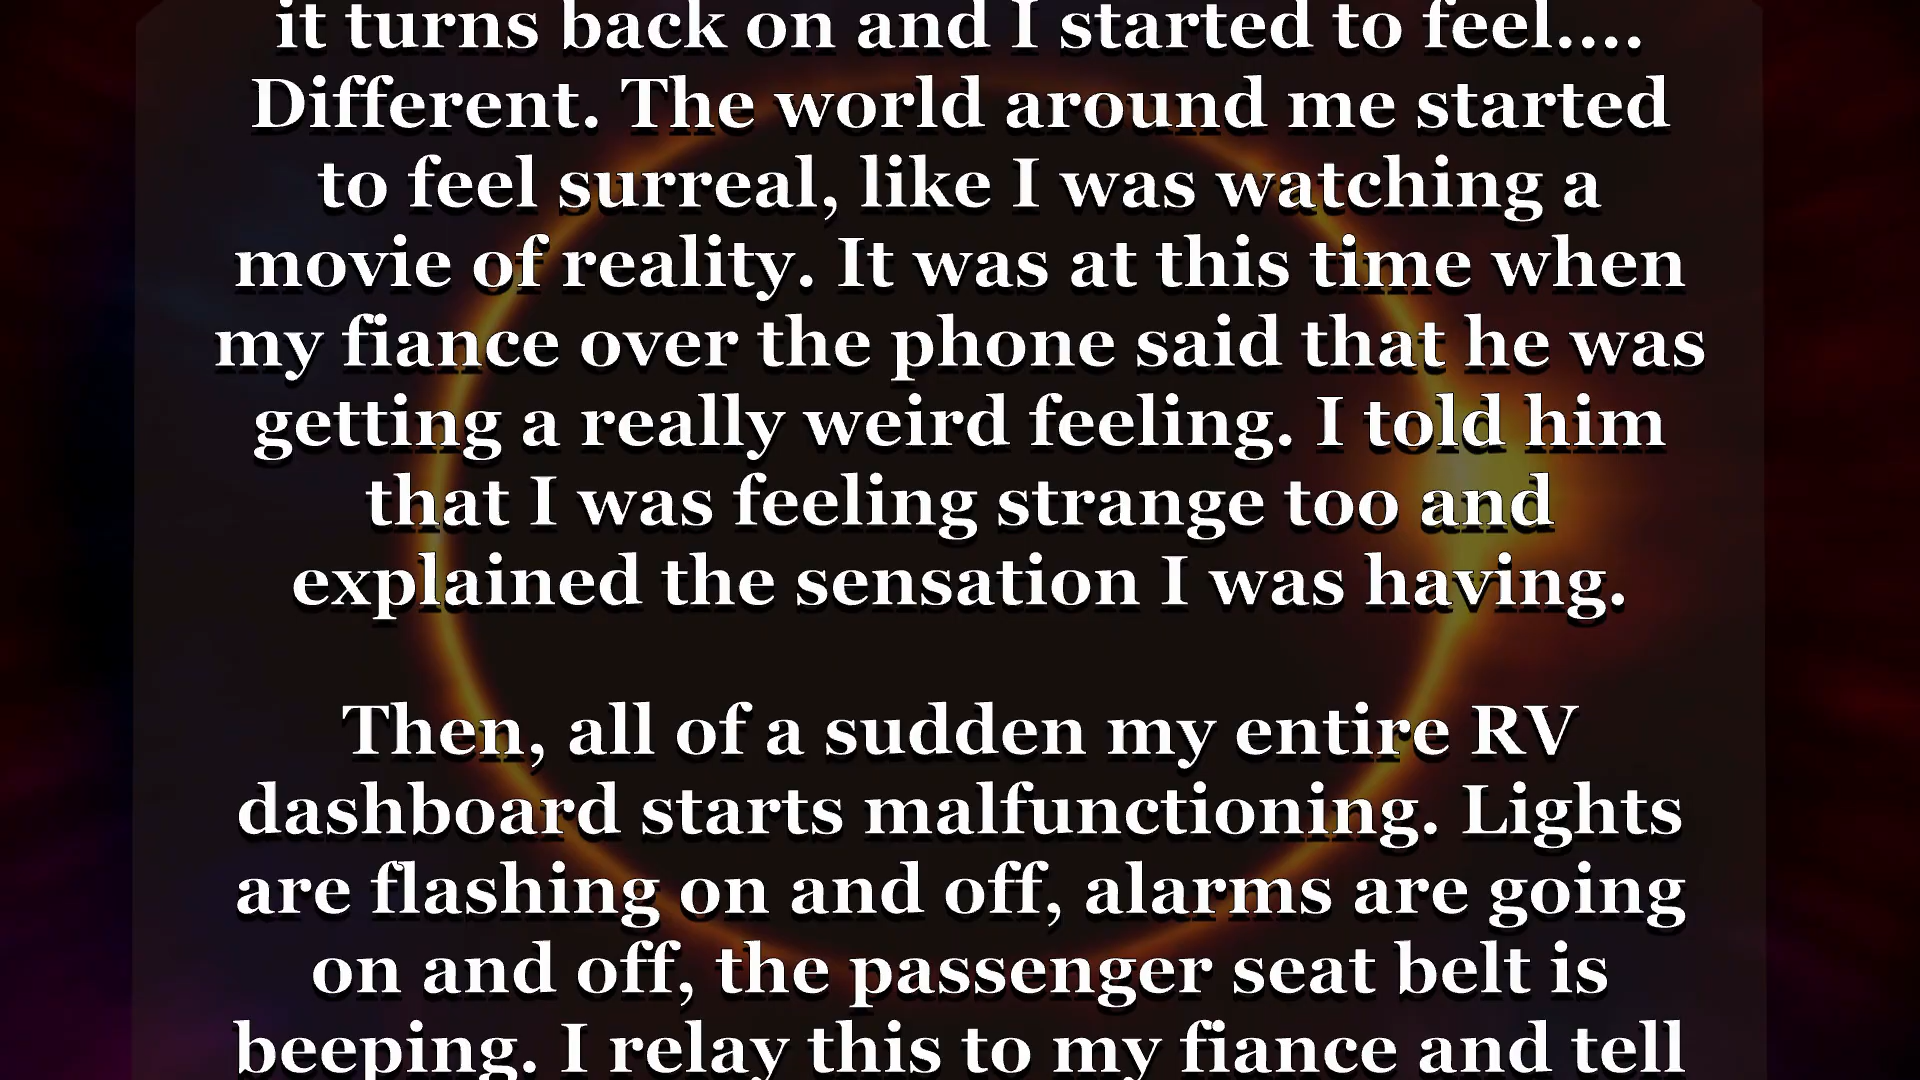 it turns back on and I started to feel....
Different. The world around me started
to feel surreal, like I was watching a
movie of reality. It was at this time when
my fiance over the phone said that he was
getting a really weird feeling. I told him
that I was feeling strange too and
explained the sensation I was having.
Then, all of a sudden my entire RV
dashboard starts malfunctioning. Lights
are flashing on and off, alarms are going
on and off, the passenger seat belt is
beeping. I relay this to my fiance and tell